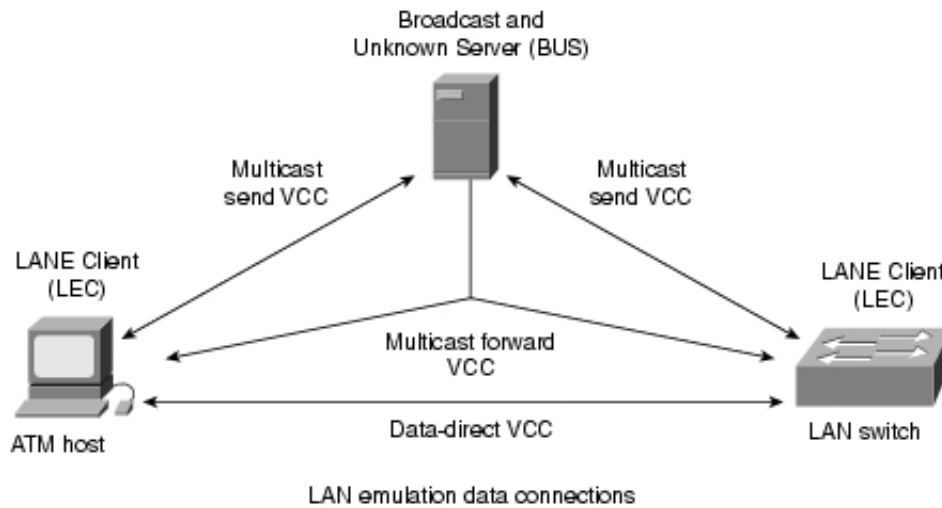 Broadcast and
Unknown Server (BUS)
Multicast
send VCC
Multicast
send VCC
LANE Client
(LEC)
LANE Client
(LEC)
Multicast forward
VCC
Data-direct VCC
ATM host
LAN switch
LAN emulation data connections